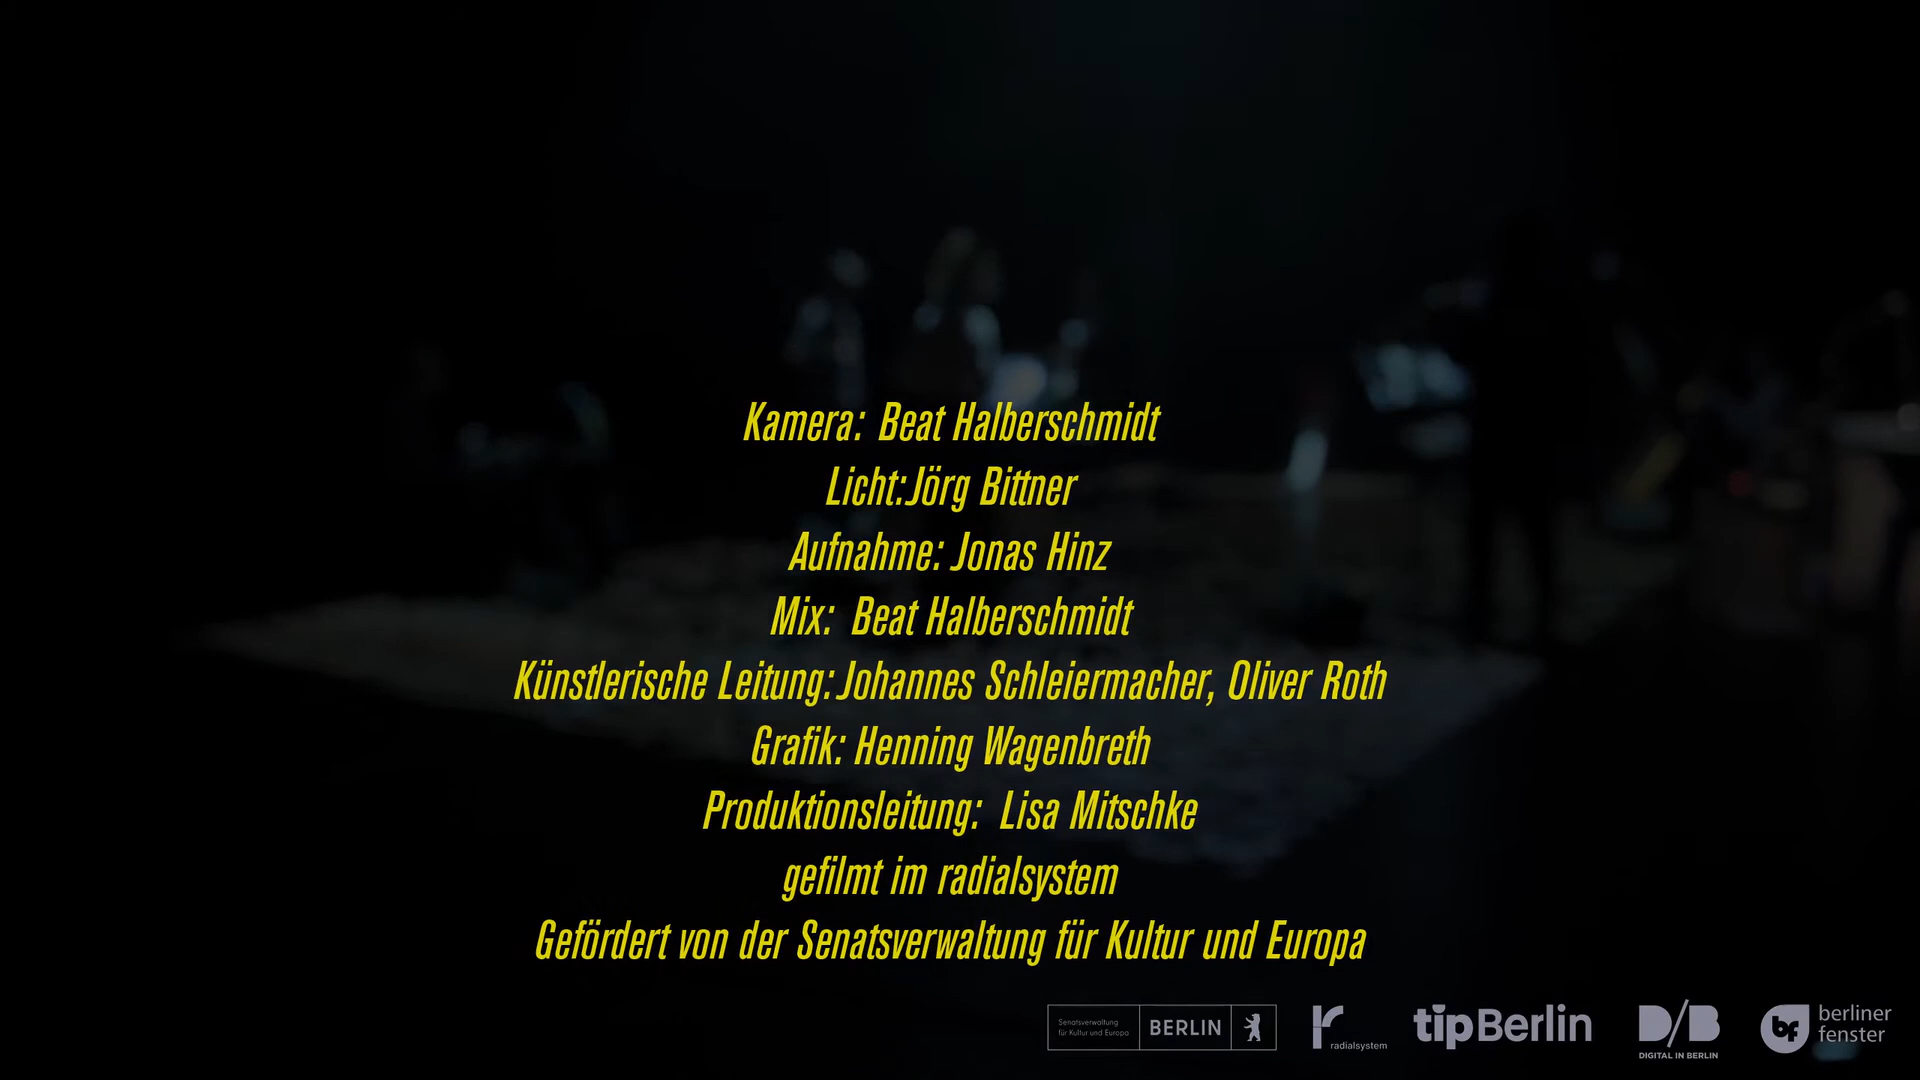 Kamera: Beat Halberschmidt
Licht:Jörg Bittner
Aufnahme: Jonas Hinz
Mix: Beat Halberschmidt
Künstlerische Leitung:Johannes Schleiermacher, Oliver Roth
Grafik: Henning Wagenbreth
Produktionsleitung: Lisa Mitschke
gefilmt im radialsystem
Gefördert von der Senatsverwaltung für Kultur und Europa
Senatsverwaltung
für Kultur und Europa
BERLIN
r
radialsystem
tipBerlin
D/B
DIGITAL IN BERLIN
bf
berliner
fenster